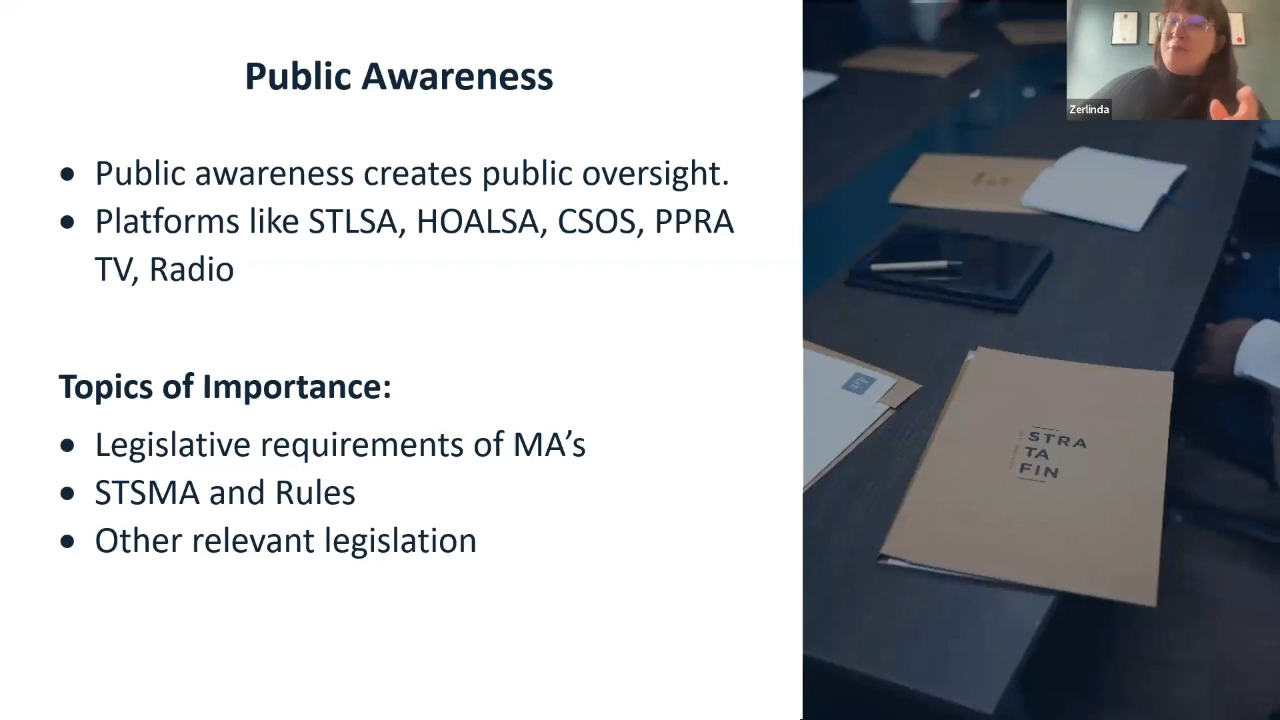 Public Awareness
Zerlinda
• Public awareness creates public oversight.
• Platforms like STLSA, HOALSA, CSOS, PPRA
TV, Radio
Topics of Importance:
• Legislative requirements of MA’s
• STSMA and Rules
• Other relevant legislation
STRA
TA
FIN